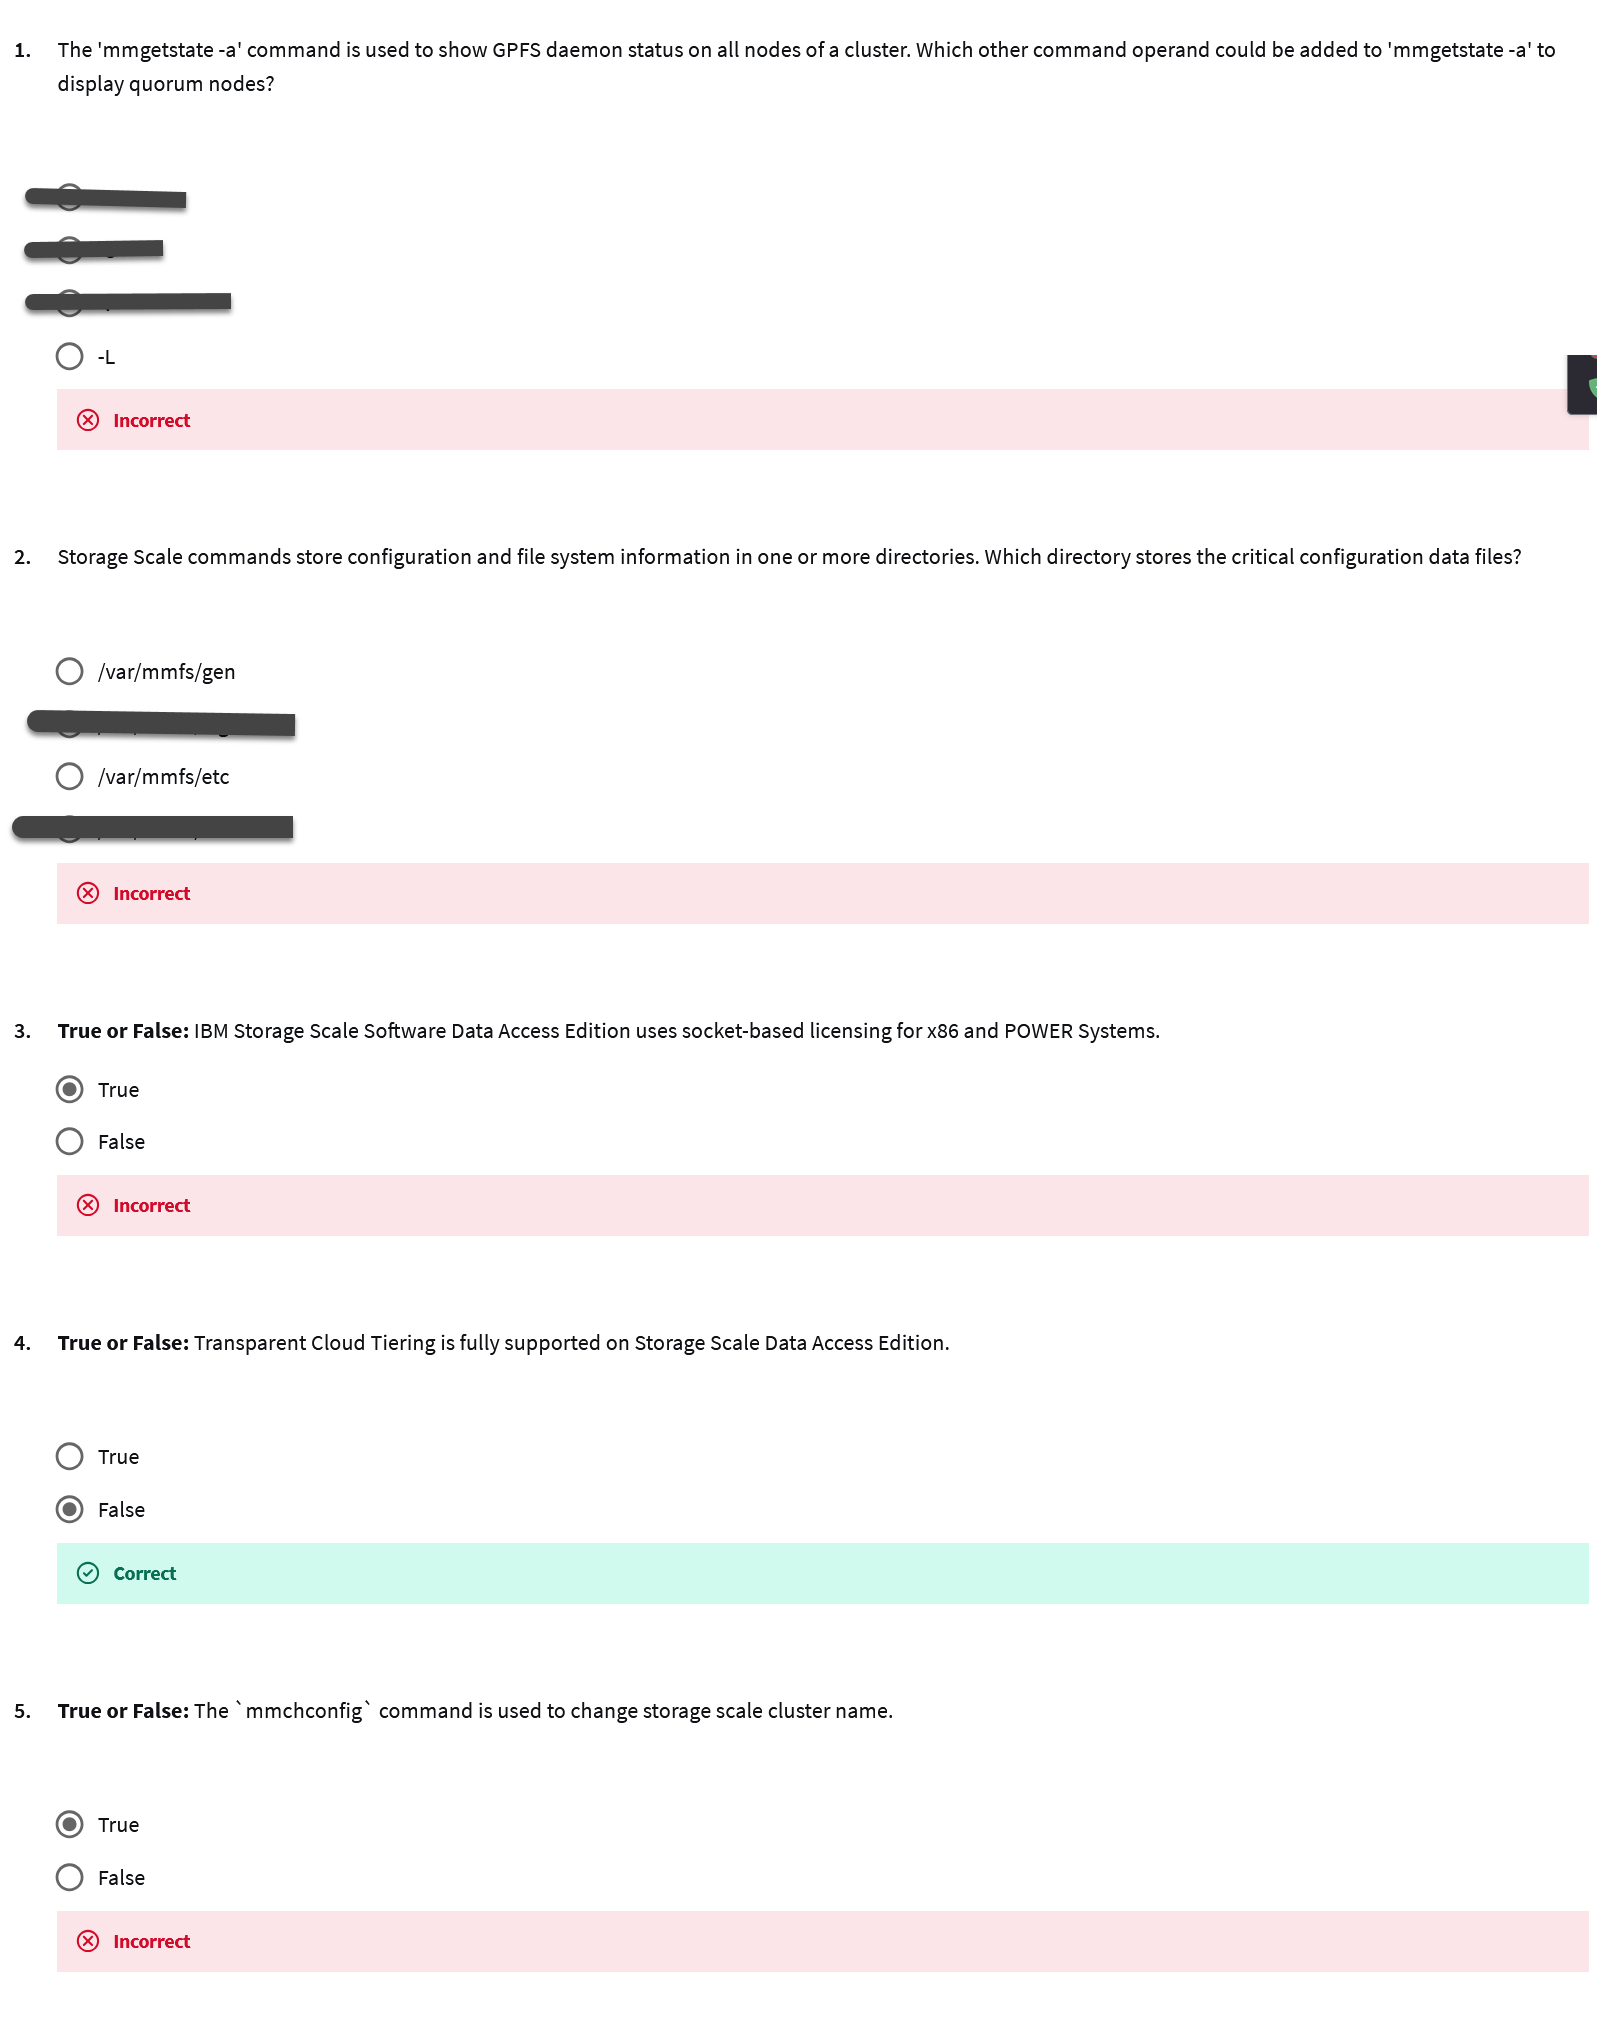 1. The 'mmgetstate -a' command is used to show GPFS daemon status on all nodes of a cluster. Which other command operand could be added to 'mmgetstate -a' to
display quorum nodes?
-L
Incorrect
2. Storage Scale commands store configuration and file system information in one or more directories. Which directory stores the critical configuration data files?
/var/mmfs/gen
/var/mmfs/etc
Incorrect
3. True or False: IBM Storage Scale Software Data Access Edition uses socket-based licensing for x86 and POWER Systems.
True
False
Incorrect
4. True or False: Transparent Cloud Tiering is fully supported on Storage Scale Data Access Edition.
True
False
Correct
5. True or False: The `mmchconfig` command is used to change storage scale cluster name.
True
False
Incorrect